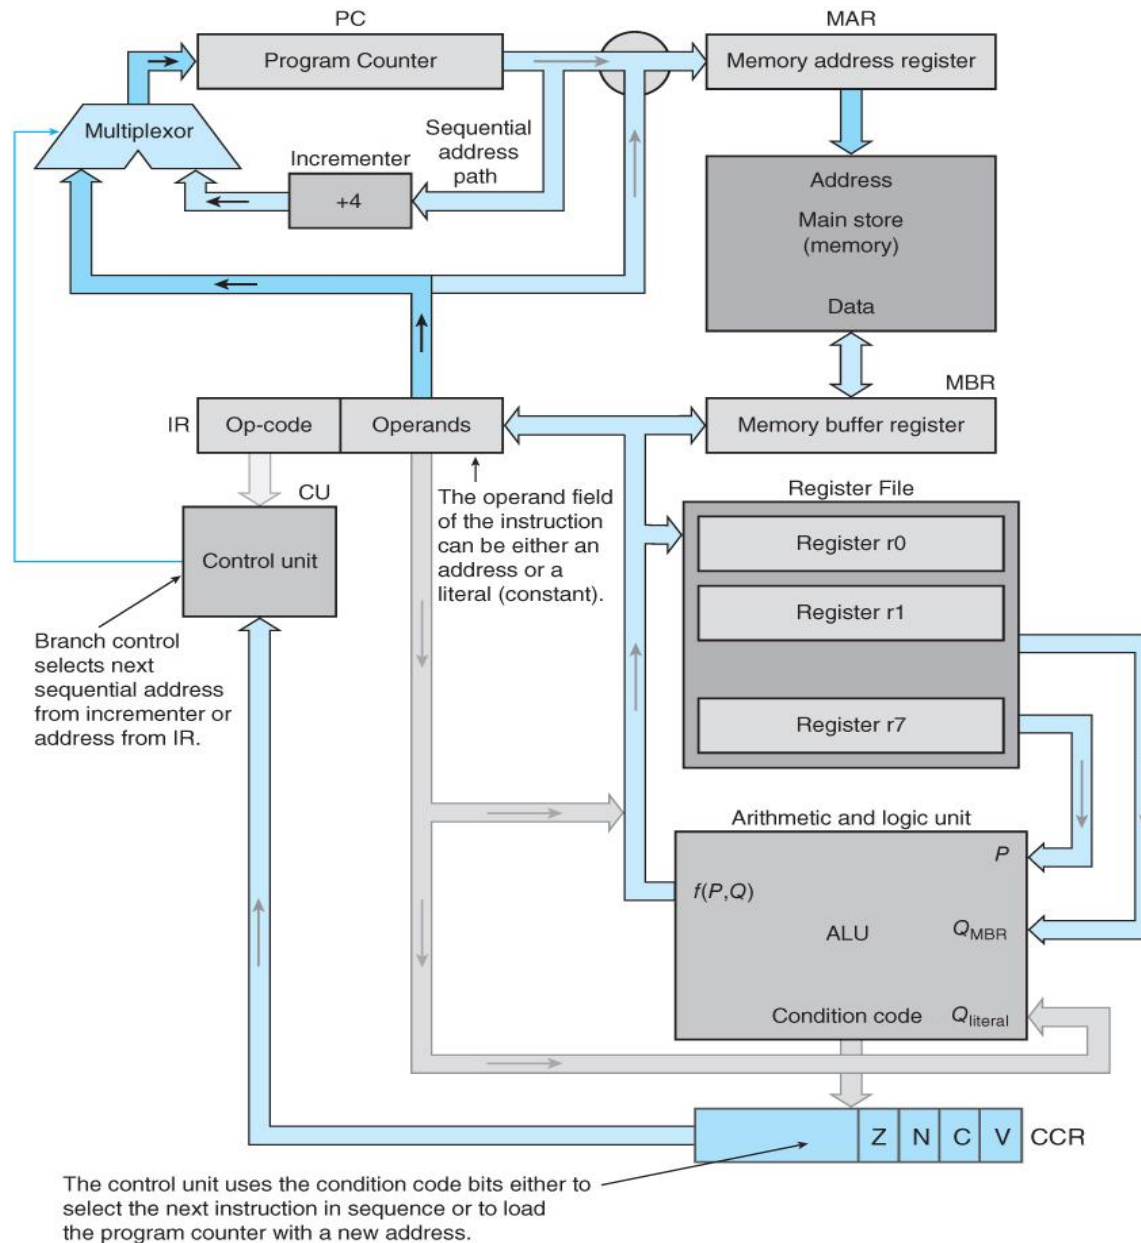 PC
MAR
Program Counter
Memory address register
Multiplexor
Sequential
address
path
Incrementer
+4
Address
Main store
(memory)
Data
MBR
IR
Op-code
Operands
Memory buffer register
CU
The operand field
of the instruction
can be either an
address or a
literal (constant).
Register File
Control unit
Register r0
Register r1
Branch control
selects next
sequential address
from incrementer or
address from IR.
Register r7
Arithmetic and logic unit
P
f(P,Q)
ALU
QMBR
Condition code
Qliteral
Z N C V
CCR
The control unit uses the condition code bits either to
select the next instruction in sequence or to load
the program counter with a new address.